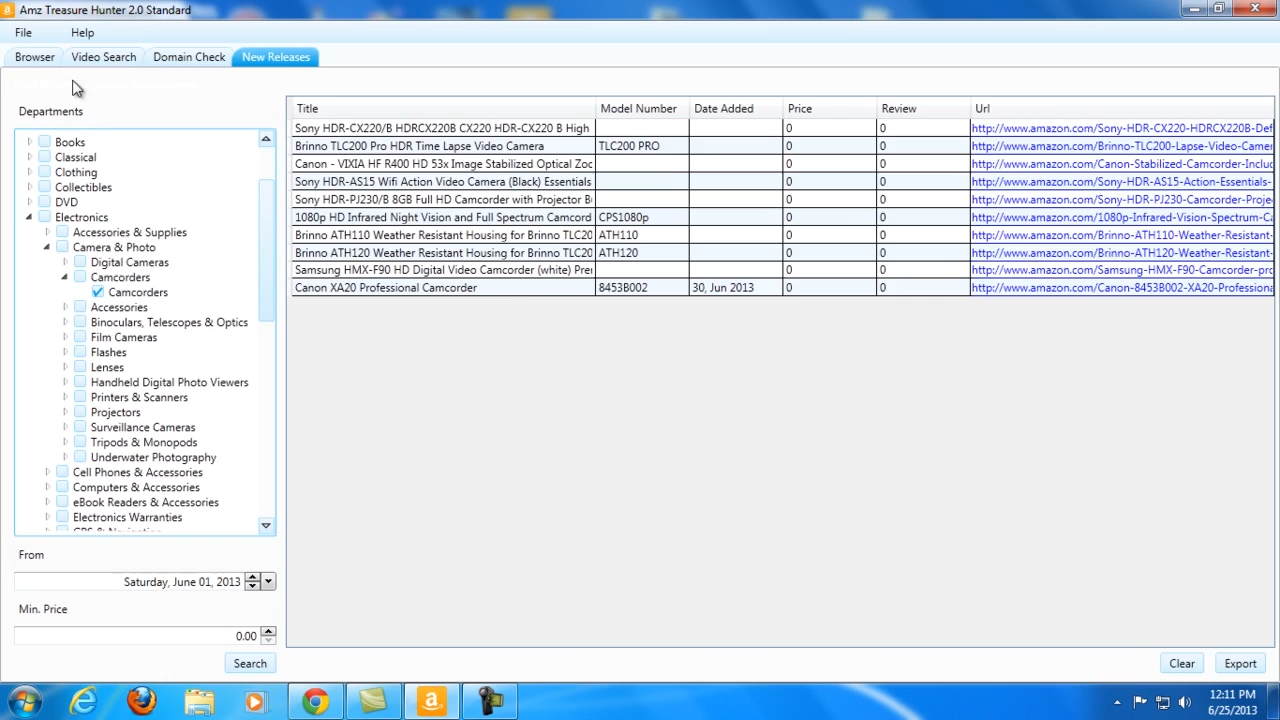 Amz Treasure Hunter 2.0 Standard
File Help
Browser Video Search Domain Check New Releases
Departments
Books
Classical
Clothing
Collectibles
DVD
Electronics
Accessories & Supplies
Camera & Photo
Digital Cameras
Camcorders
Camcorders
Accessories
Binoculars, Telescopes & Optics
Film Cameras
Flashes
Lenses
Handheld Digital Photo Viewers
Printers & Scanners
Projectors
Surveillance Cameras
Tripods & Monopods
Underwater Photography
Cell Phones & Accessories
Computers & Accessories
eBook Readers & Accessories
Electronics Warranties
From
Saturday, June 01, 2013
Min. Price
0.00
Search
Title Model Number Date Added Price Review Url
Sony HDR-CX220/B HDRCX220B CX220 HDR-CX220 B High 0 0 http://www.amazon.com/Sony-HDR-CX220-HDRCX220B-Def
Brinno TLC200 Pro HDR Time Lapse Video Camera TLC200 PRO 0 0 http://www.amazon.com/Brinno-TLC200-Lapse-Video-Camer
Canon - VIXIA HF R400 HD 53x Image Stabilized Optical Zoc 0 0 http://www.amazon.com/Canon-Stabilized-Camcorder-Inclu
Sony HDR-AS15 Wifi Action Video Camera (Black) Essentials 0 0 http://www.amazon.com/Sony-HDR-AS15-Action-Essentials-
Sony HDR-PJ230/B 8GB Full HD Camcorder with Projector B 0 0 http://www.amazon.com/Sony-HDR-PJ230-Camcorder-Proje
1080p HD Infrared Night Vision and Full Spectrum Camcord CPS1080p 0 0 http://www.amazon.com/1080p-Infrared-Vision-Spectrum-Ca
Brinno ATH110 Weather Resistant Housing for Brinno TLC20 ATH110 0 0 http://www.amazon.com/Brinno-ATH110-Weather-Resistant-
Brinno ATH120 Weather Resistant Housing for Brinno TLC20 ATH120 0 0 http://www.amazon.com/Brinno-ATH120-Weather-Resistant-
Samsung HMX-F90 HD Digital Video Camcorder (white) Prer 0 0 http://www.amazon.com/Samsung-HMX-F90-Camcorder-prc
Canon XA20 Professional Camcorder 8453B002 30, Jun 2013 0 0 http://www.amazon.com/Canon-8453B002-XA20-Professiona
Clear Export
12:11 PM
6/25/2013